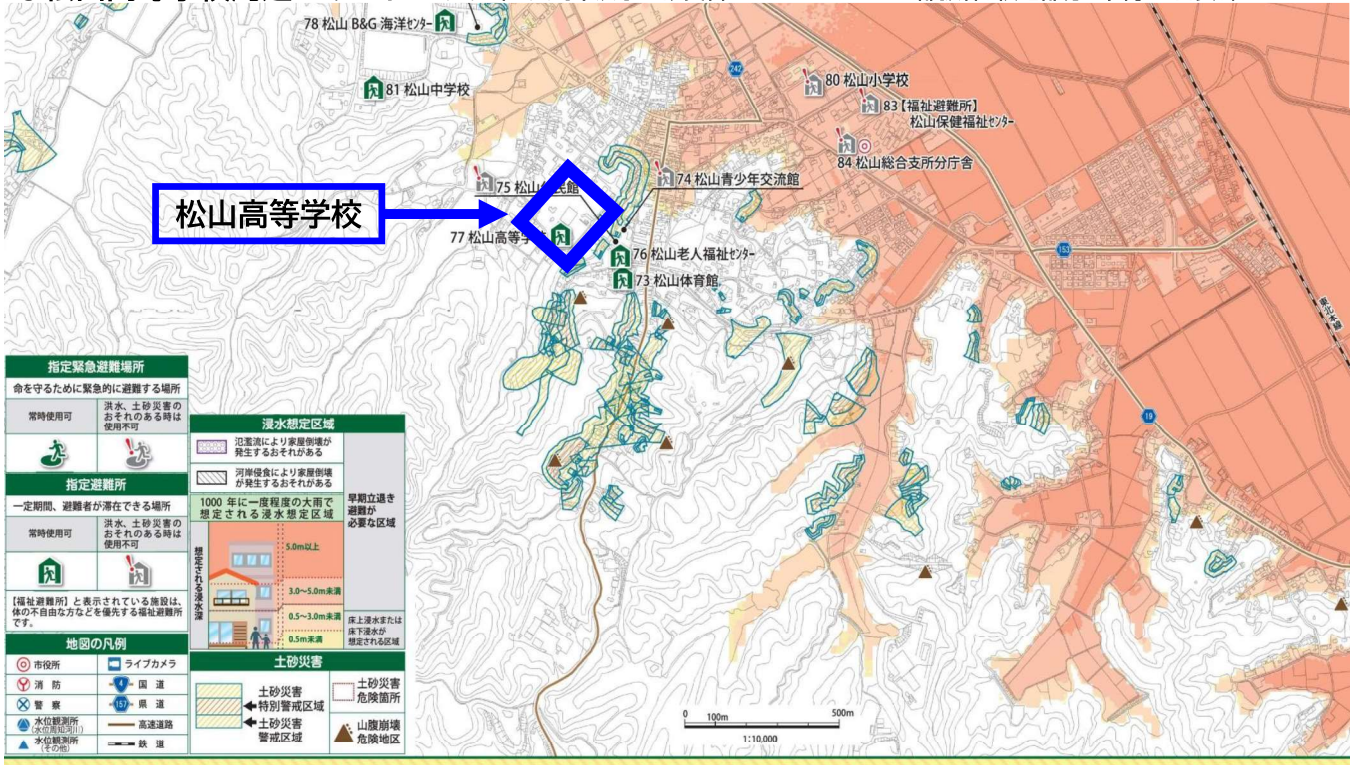 78 松山 B&G 海洋ｾﾝﾀｰ
81 松山中学校
242
80 松山小学校
83【福祉避難所】
松山保健福祉ｾﾝﾀｰ
84 松山総合支所分庁舎
74 松山青少年交流館
75 松山
民館
松山高等学校
77 松山高等学
76 松山老人福祉ｾﾝﾀｰ
73 松山体育館
153
東北本線
19
指定緊急避難場所
命を守るために緊急的に避難する場所
常時使用可
洪水、土砂災害の
おそれのある時は
使用不可
指定避難所
一定期間、避難者が滞在できる場所
常時使用可
洪水、土砂災害の
おそれのある時は
使用不可
【福祉避難所】と表示されている施設は、
体の不自由な方などを優先する福祉避難所
です。
地図の凡例
市役所
ライブカメラ
消 防
4
国 道
警 察
157
県 道
水位観測所
(水位周知河川)
高速道路
水位観測所
(その他)
鉄 道
浸水想定区域
氾濫流により家屋倒壊が
発生するおそれがある
河岸侵食により家屋倒壊
が発生するおそれがある
1000 年に一度程度の大雨で
想定される浸水想定区域
早期立退き
避難が
必要な区域
想定される浸水深
5.0m以上
3.0〜5.0m未満
0.5〜3.0m未満
0.5m未満
床上浸水または
床下浸水が
想定される区域
土砂災害
土砂災害
特別警戒区域
土砂災害
警戒区域
土砂災害
危険箇所
山腹崩壊
危険地区
0 100m 500m
1:10,000